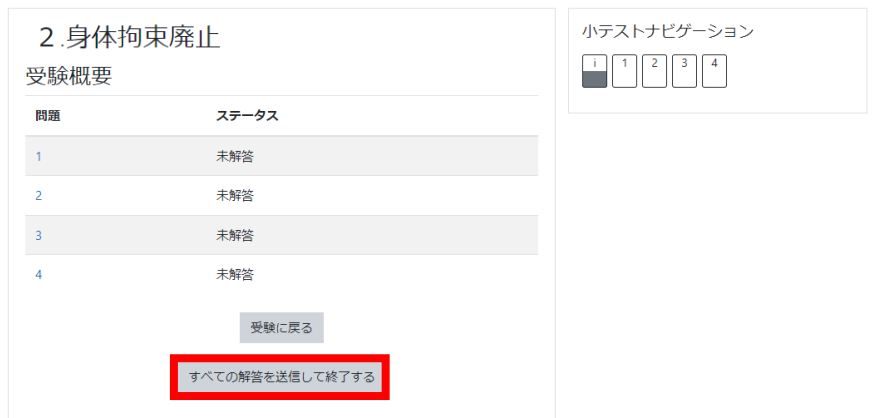 2.身体拘束廃止
受験概要
問題 ステータス
1 未解答
2 未解答
3 未解答
4 未解答
受験に戻る
すべての解答を送信して終了する
小テストナビゲーション
i 1 2 3 4